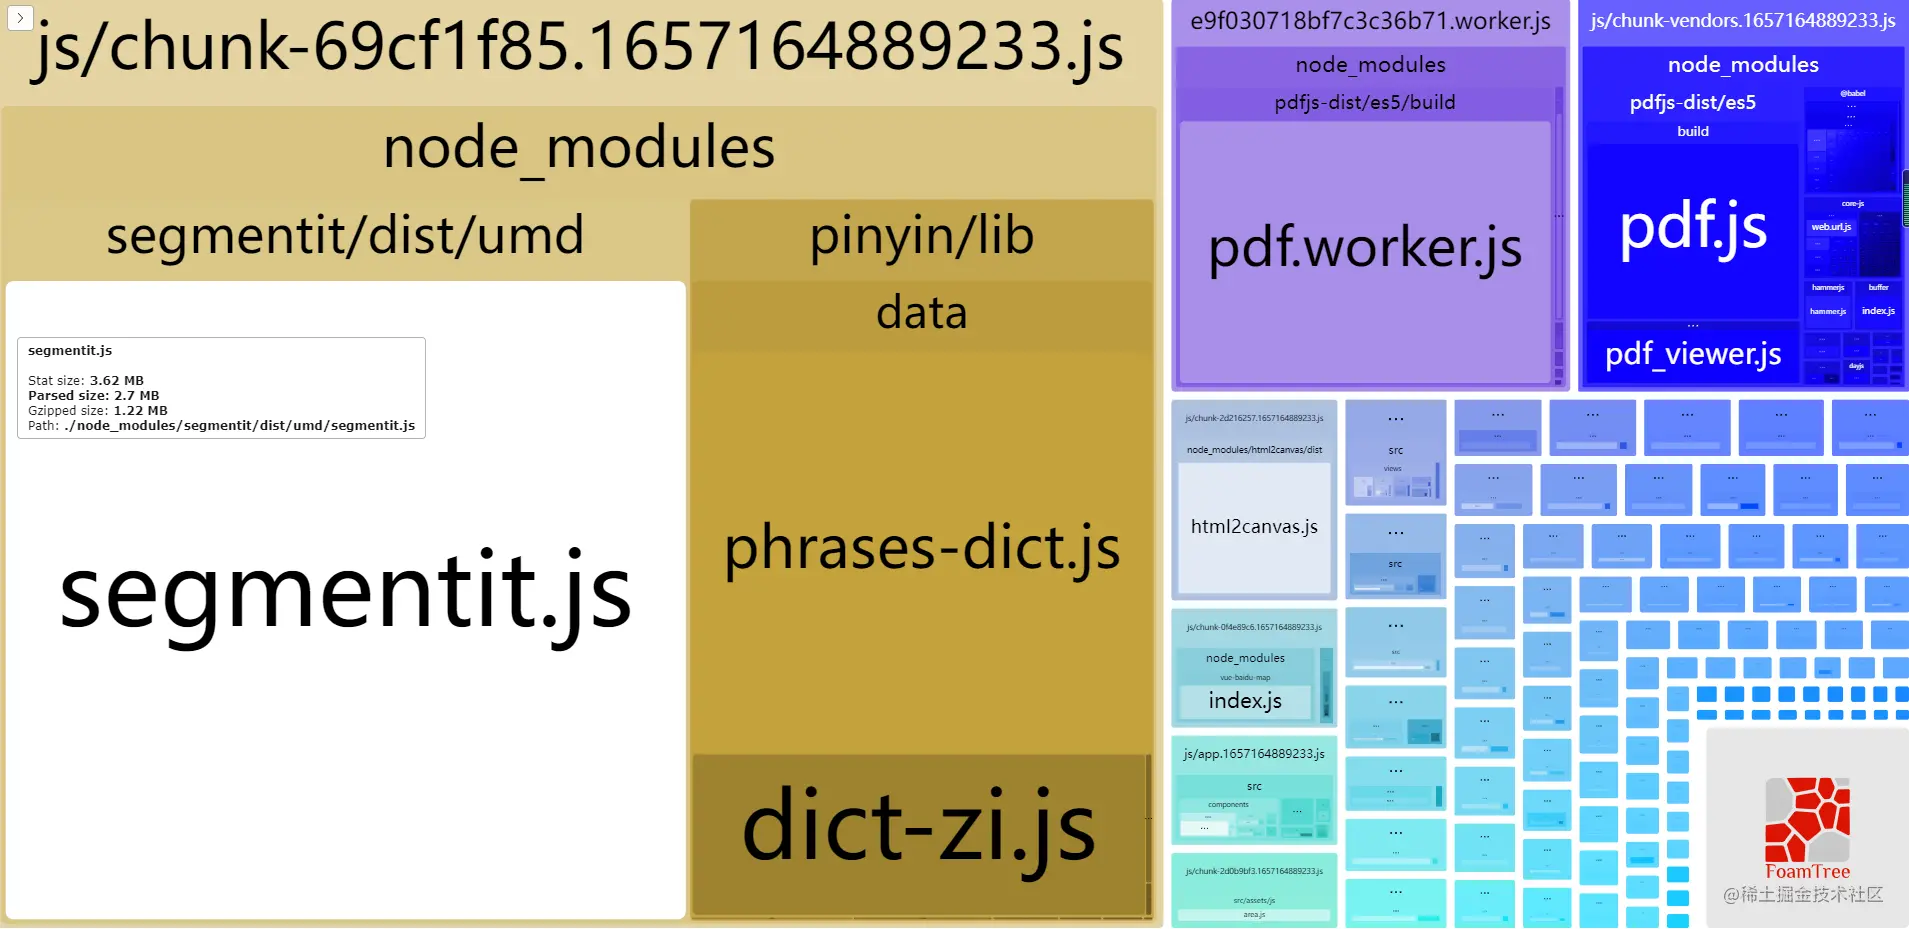 js/chunk-69cf1f85.1657164889233.js
node_modules
segmentit/dist/umd
segmentit.js
Stat size: 3.62 MB
Parsed size: 2.7 MB
Gzipped size: 1.22 MB
Path: ./node_modules/segmentit/dist/umd/segmentit.js
segmentit.js
pinyin/lib
data
phrases-dict.js
dict-zi.js
e9f030718bf7c3c36b71.worker.js
node_modules
pdfjs-dist/es5/build
pdf.worker.js
js/chunk-vendors.1657164889233.js
node_modules
pdfjs-dist/es5
build
pdf.js
pdf_viewer.js
@babel
core-js
web.url.js
hammerjs
hammer.js
buffer
index.js
dayjs
js/chunk-2d216257.1657164889233.js
node_modules/html2canvas/dist
html2canvas.js
js/chunk-0f4e89c6.1657164889233.js
node_modules
vue-baidu-map
index.js
js/app.1657164889233.js
src
components
js/chunk-2d0b9bf3.1657164889233.js
src/assets/js
area.js
src
views
src
src
FoamTree
@稀土掘金技术社区